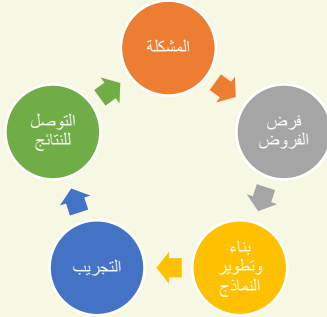 المشكلة
فرض
الفروض
بناء
وتطوير
النماذج
التجريب
التوصل
للنتائج